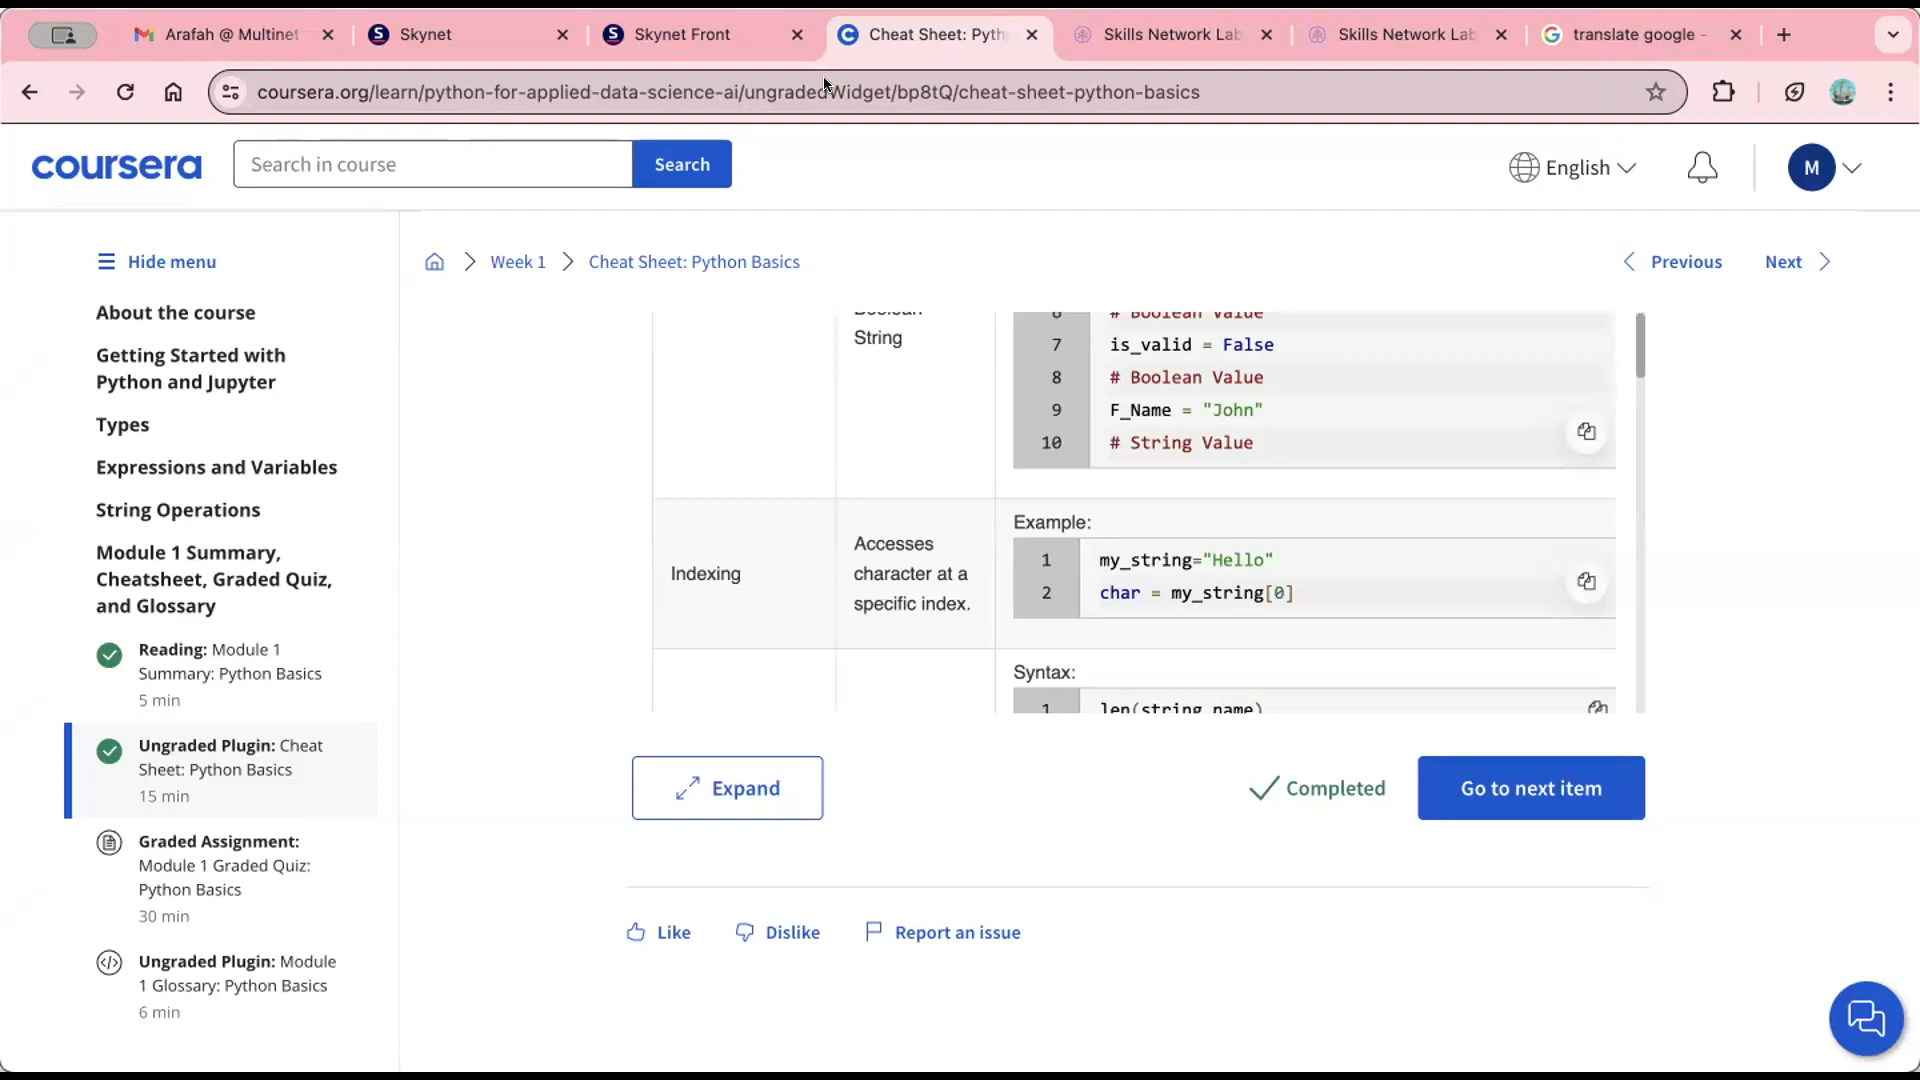 Arafah @ Multinet
Skynet
Skynet Front
Cheat Sheet: Pyth
Skills Network Lab
Skills Network Lab
translate google -
coursera.org/learn/python-for-applied-data-science-ai/ungradedWidget/bp8tQ/cheat-sheet-python-basics
coursera
Search in course
Search
English
M
Hide menu
Week 1
Cheat Sheet: Python Basics
Previous
Next
About the course
Getting Started with
Python and Jupyter
Types
Expressions and Variables
String Operations
Module 1 Summary,
Cheatsheet, Graded Quiz,
and Glossary
Reading: Module 1
Summary: Python Basics
5 min
Ungraded Plugin: Cheat
Sheet: Python Basics
15 min
Graded Assignment:
Module 1 Graded Quiz:
Python Basics
30 min
Ungraded Plugin: Module
1 Glossary: Python Basics
6 min
Boolean
String
6 # Boolean Value
7 is_valid = False
8 # Boolean Value
9 F_Name = "John"
10 # String Value
Indexing
Accesses
character at a
specific index.
Example:
1 my_string="Hello"
2 char = my_string[0]
Syntax:
1 len(string_name)
Expand
Completed
Go to next item
Like
Dislike
Report an issue